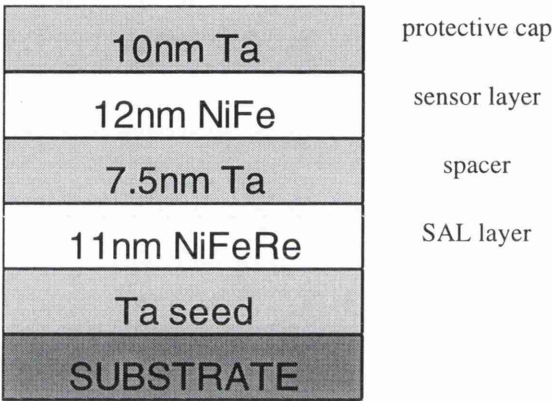 protective cap
10nm Ta
sensor layer
12nm NiFe
spacer
7.5nm Ta
SAL layer
11nm NiFeRe
Ta seed
SUBSTRATE